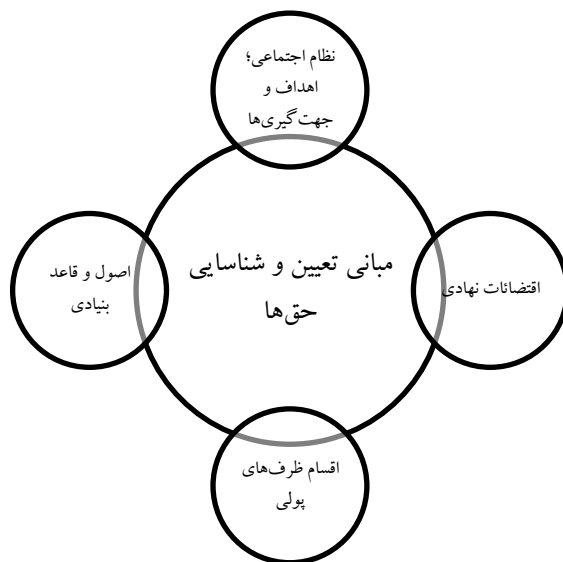 نظام اجتماعی؛
اهداف و
جهت‌گیری‌ها
مبانی تعیین و شناسایی
حق‌ها
اقتضائات نهادی
اصول و قاعد
بنیادی
اقسام ظرف‌های
پولی